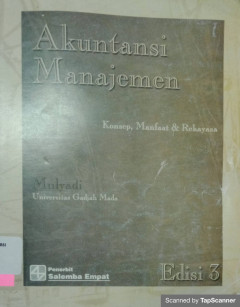 Akuntansi
Manajemen
Konsep, Manfaat & Rekayasa
Mulyadi
Universitas Gadjah Mada
Penerbit
Salemba Empat
Edisi 3
Scanned by TapScanner